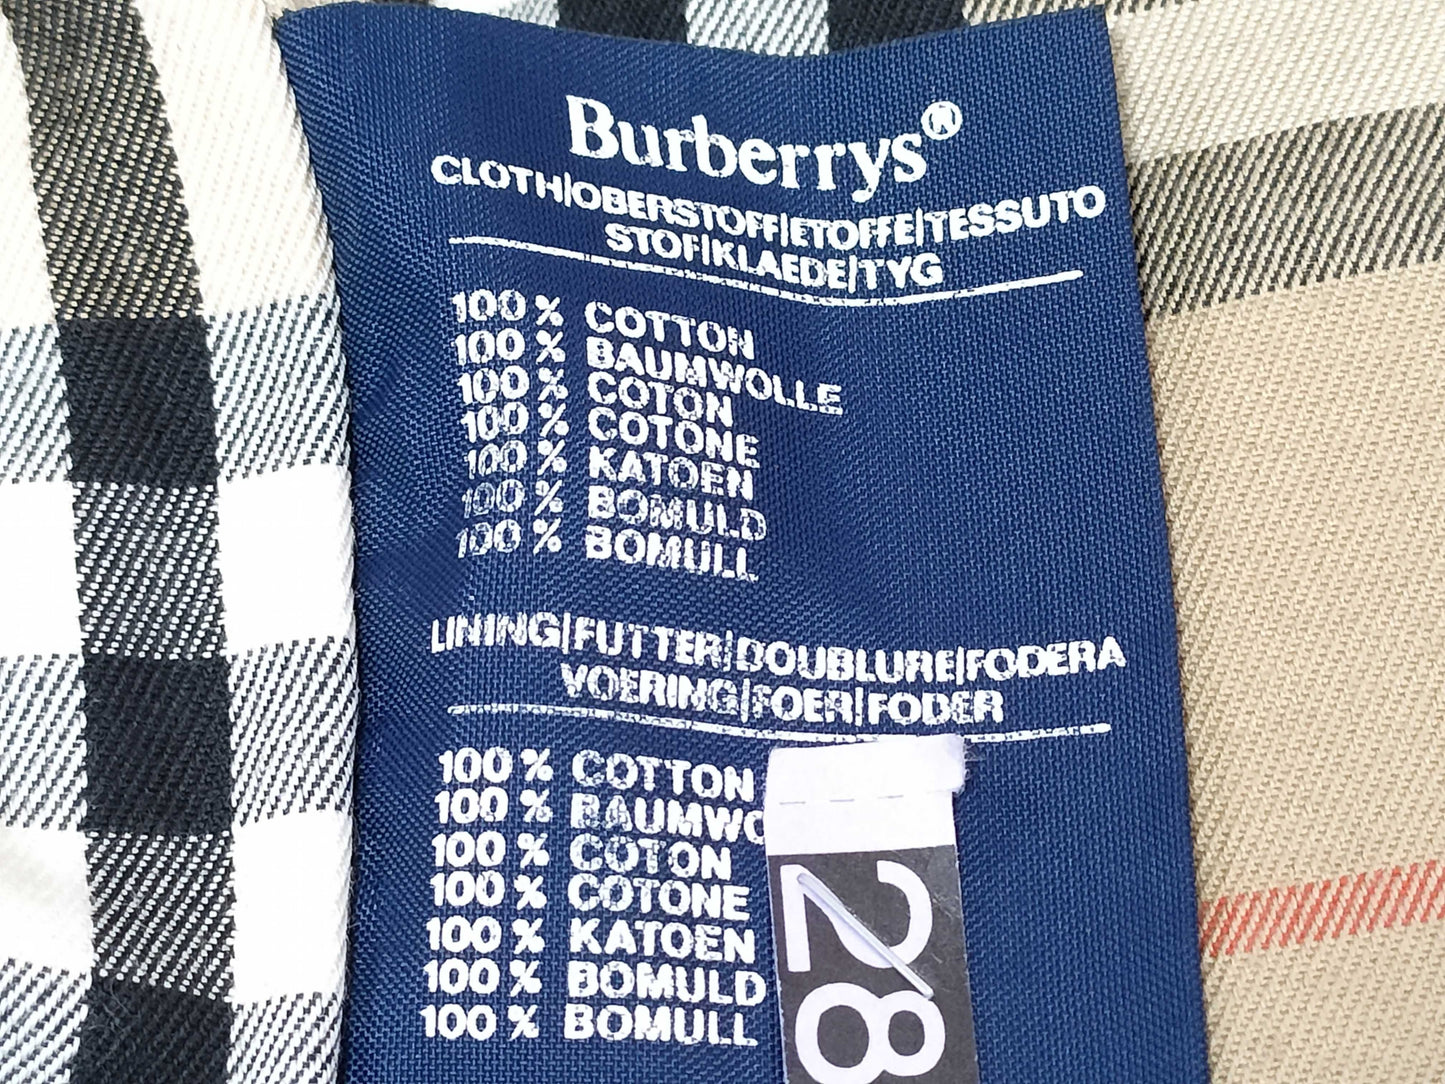 Burberrys®
CLOTH|OBERSTOFF|ETOFFE|TESSUTO
STOF|KLAEDE|TYG
100 % COTTON
100 % BAUMWOLLE
100 % COTON
100 % COTONE
100 % KATOEN
100 % BOMULD
100 % BOMULL
LINING|FUTTER|DOUBLURE|FODERA
VOERING|FOER|FODER
100 % COTTON
100 % BAUMWO
100 % COTON
100 % COTONE
100 % KATOEN
100 % BOMULD
100 % BOMULL
28